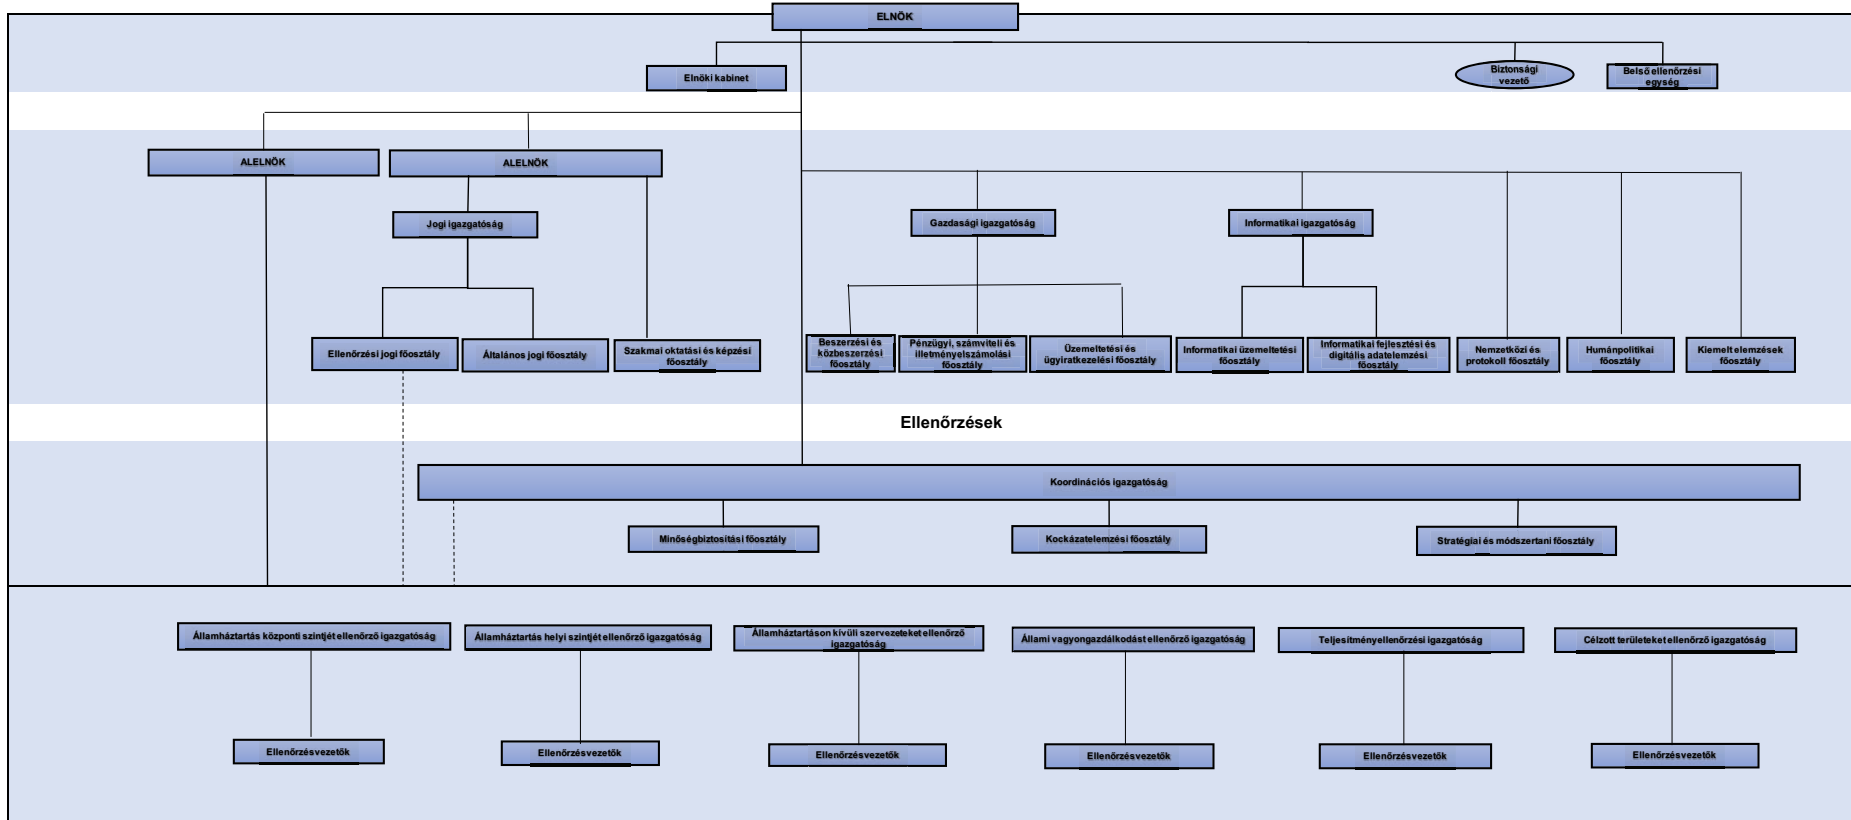 ELNÖK
Elnöki kabinet
Biztonsági
vezető
Belső ellenőrzési
egység
ALELNÖK
ALELNÖK
Jogi igazgatóság
Gazdasági igazgatóság
Informatikai igazgatóság
Ellenőrzési jogi főosztály
Általános jogi főosztály
Szakmai oktatási és képzési
főosztály
Beszerzési és
közbeszerzési
főosztály
Pénzügyi, számviteli és
illetményelszámolási
főosztály
Üzemeltetési és
ügyiratkezelési főosztály
Informatikai üzemeltetési
főosztály
Informatikai fejlesztési és
digitális adatelemzési
főosztály
Nemzetközi és
protokoll főosztály
Humánpolitikai
főosztály
Kiemelt elemzések
főosztály
Ellenőrzések
Koordinációs igazgatóság
Minőségbiztosítási főosztály
Kockázatelemzési főosztály
Stratégiai és módszertani főosztály
Államháztartás központi szintjét ellenőrző igazgatóság
Államháztartás helyi szintjét ellenőrző igazgatóság
Államháztartáson kívüli szervezeteket ellenőrző
igazgatóság
Állami vagyongazdálkodást ellenőrző igazgatóság
Teljesítményellenőrzési igazgatóság
Célzott területeket ellenőrző igazgatóság
Ellenőrzésvezetők
Ellenőrzésvezetők
Ellenőrzésvezetők
Ellenőrzésvezetők
Ellenőrzésvezetők
Ellenőrzésvezetők